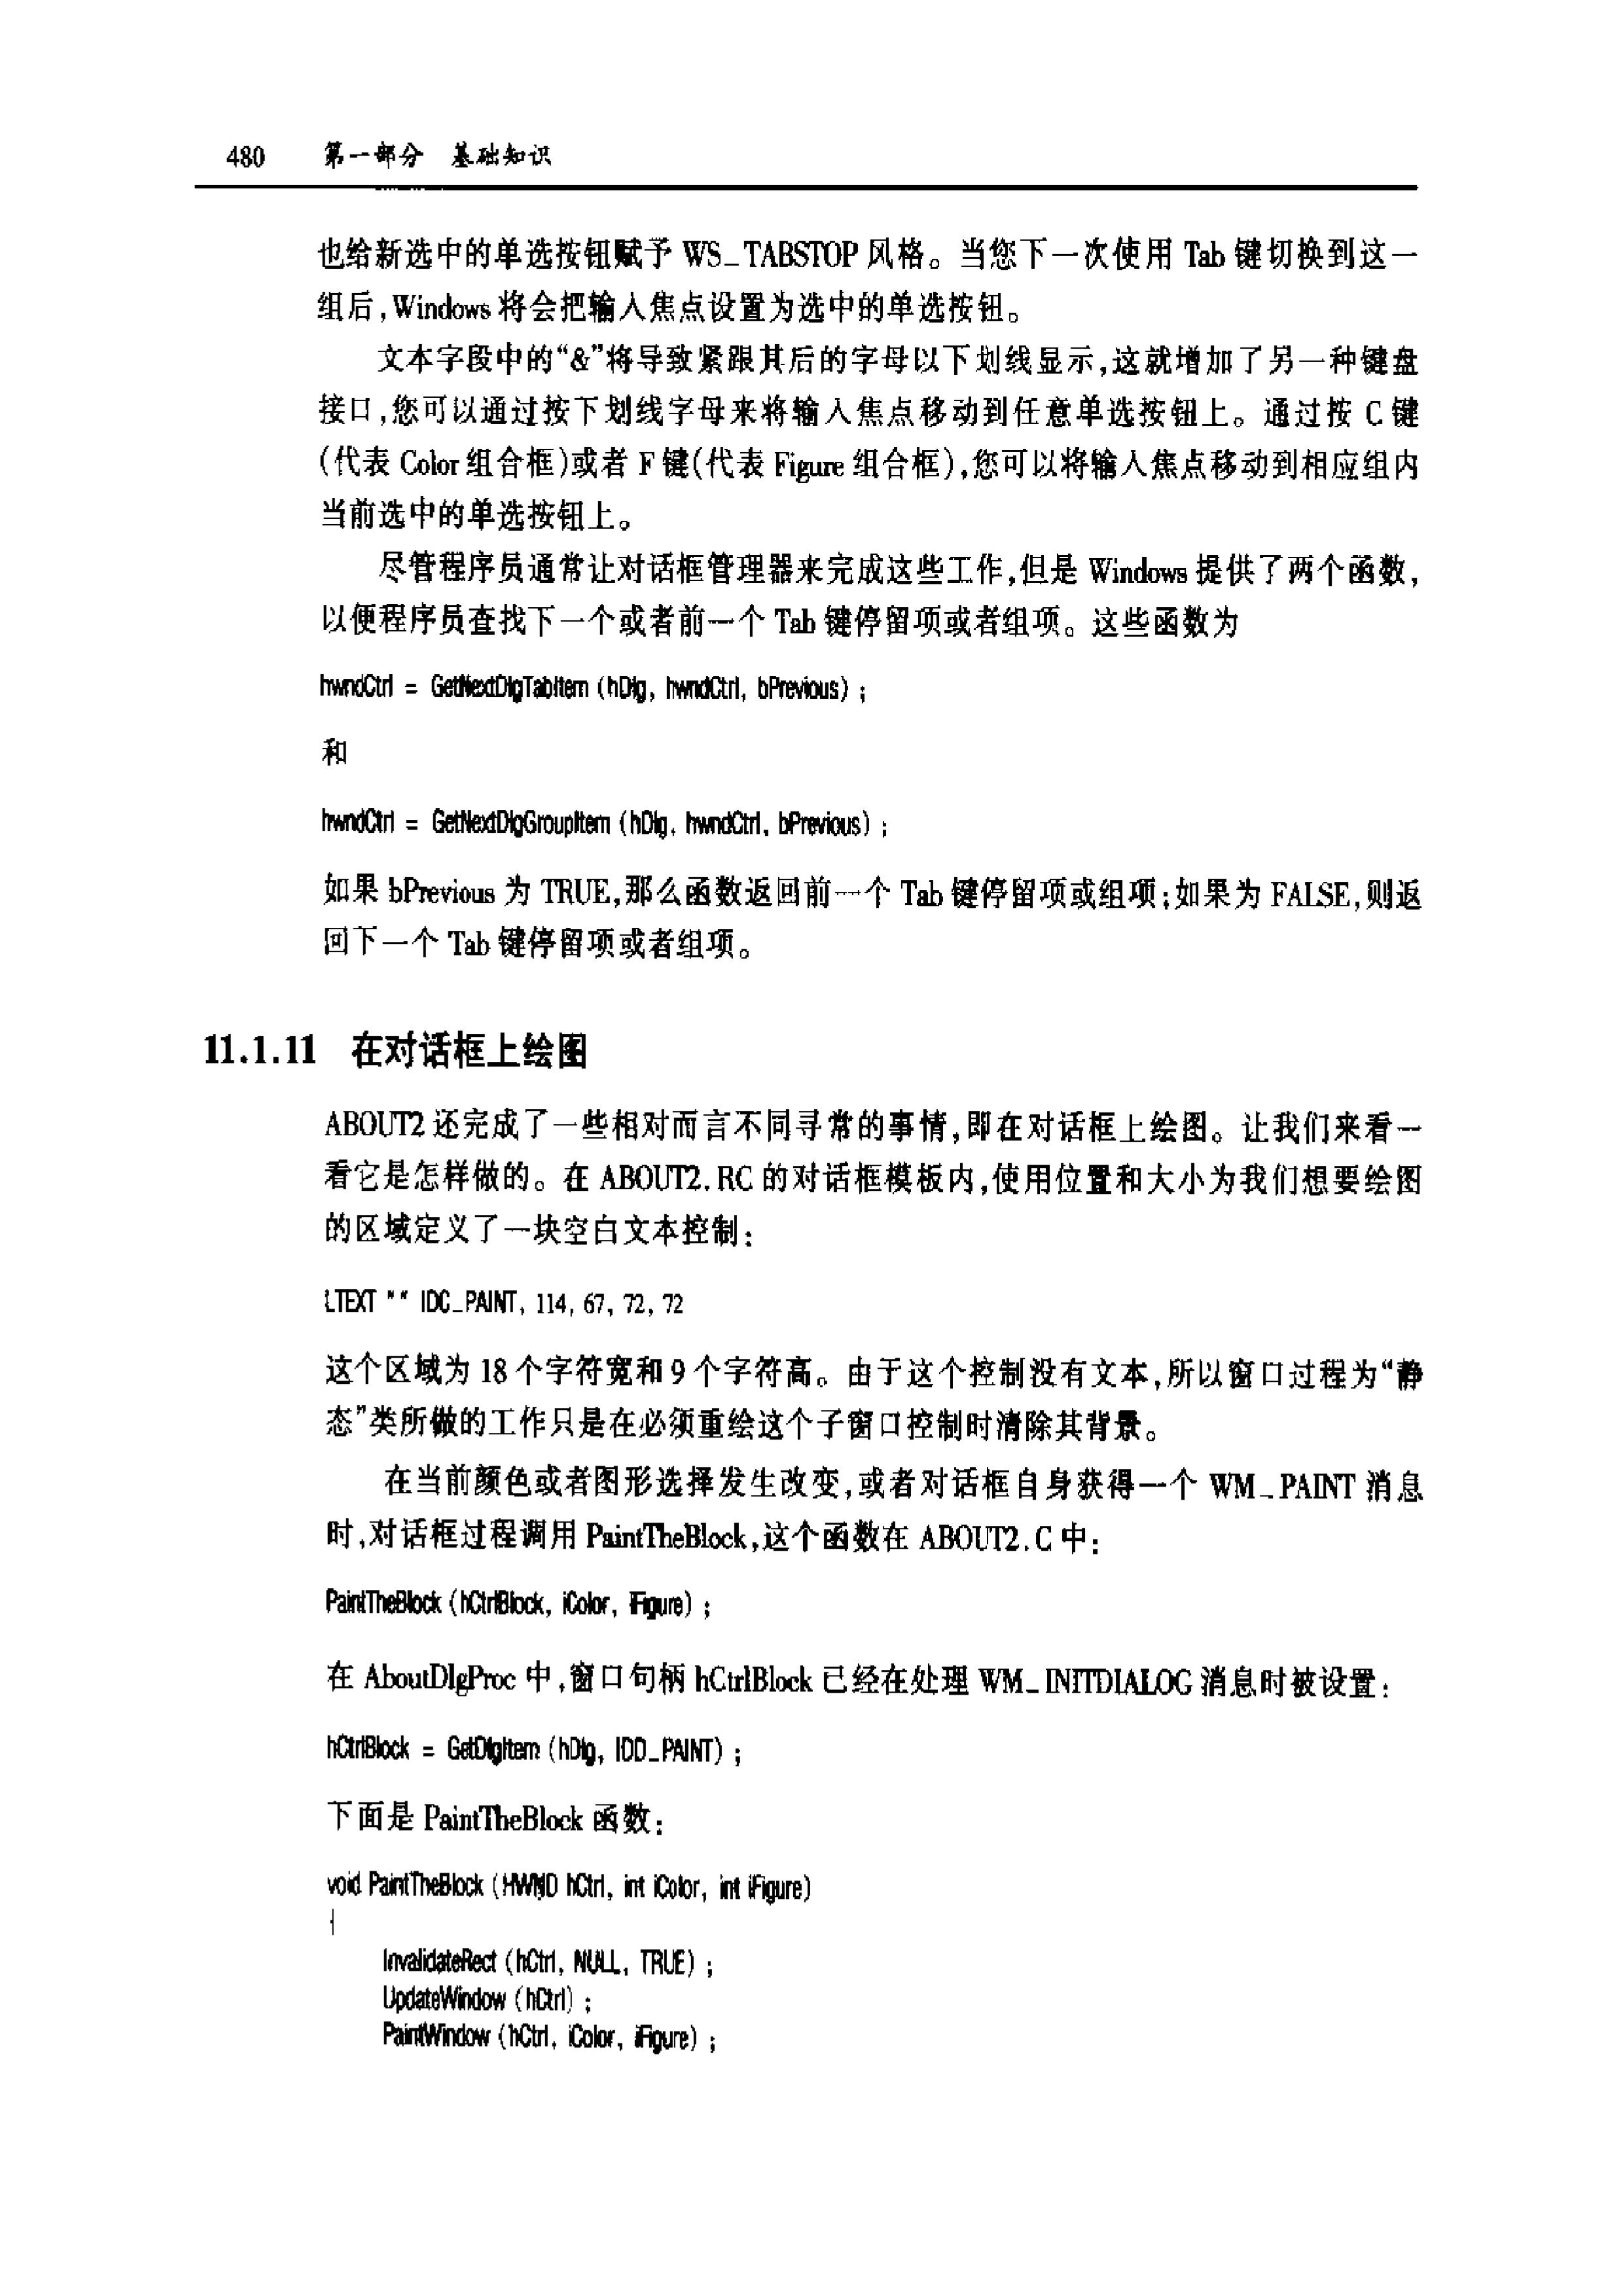 480 第一部分 基础知识
也给新选中的单选按钮赋予 WS_TABSTOP 风格。当您下一次使用 Tab 键切换到这一
组后,Windows 将会把输入焦点设置为选中的单选按钮。
文本字段中的“&”将导致紧跟其后的字母以下划线显示,这就增加了另一种键盘
接口,您可以通过按下划线字母来将输入焦点移动到任意单选按钮上。通过按 C 键
(代表 Color 组合框)或者 F 键(代表 Figure 组合框),您可以将输入焦点移动到相应组内
当前选中的单选按钮上。
尽管程序员通常让对话框管理器来完成这些工作,但是 Windows 提供了两个函数,
以便程序员查找下一个或者前一个 Tab 键停留项或者组项。这些函数为
hwndCtrl = GetNextDlgTabItem (hDlg, hwndCtrl, bPrevious) ;
和
hwndCtrl = GetNextDlgGroupItem (hDlg, hwndCtrl, bPrevious) ;
如果 bPrevious 为 TRUE,那么函数返回前一个 Tab 键停留项或组项;如果为 FALSE,则返
回下一个 Tab 键停留项或者组项。
11.1.11 在对话框上绘图
ABOUT2 还完成了一些相对而言不同寻常的事情,即在对话框上绘图。让我们来看一
看它是怎样做的。在 ABOUT2.RC 的对话框模板内,使用位置和大小为我们想要绘图
的区域定义了一块空白文本控制:
LTEXT "" IDC_PAINT, 114, 67, 72, 72
这个区域为 18 个字符宽和 9 个字符高。由于这个控制没有文本,所以窗口过程为“静
态”类所做的工作只是在必须重绘这个子窗口控制时清除其背景。
在当前颜色或者图形选择发生改变,或者对话框自身获得一个 WM_PAINT 消息
时,对话框过程调用 PaintTheBlock,这个函数在 ABOUT2.C 中:
PaintTheBlock (hCtrlBlock, iColor, iFigure) ;
在 AboutDlgProc 中,窗口句柄 hCtrlBlock 已经在处理 WM_INITDIALOG 消息时被设置:
hCtrlBlock = GetDlgItem (hDlg, IDD_PAINT) ;
下面是 PaintTheBlock 函数:
void PaintTheBlock (HWND hCtrl, int iColor, int iFigure)
{
InvalidateRect (hCtrl, NULL, TRUE) ;
UpdateWindow (hCtrl) ;
PaintWindow (hCtrl, iColor, iFigure) ;